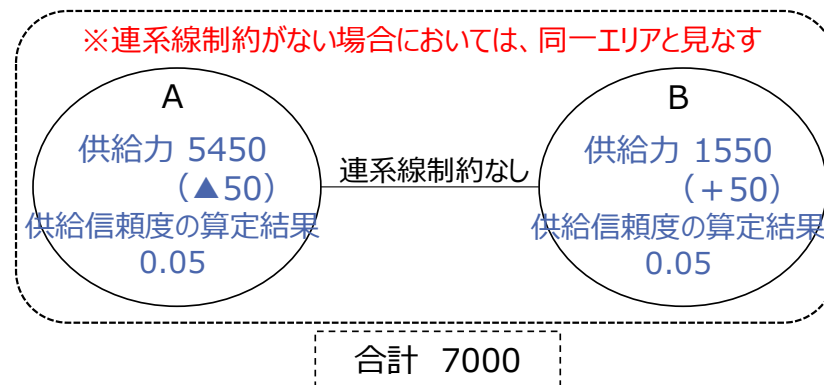 ※連系線制約がない場合においては、同一エリアと見なす
A
供給力 5450
（▲50）
供給信頼度の算定結果
0.05
連系線制約なし
B
供給力 1550
（＋50）
供給信頼度の算定結果
0.05
合計 7000